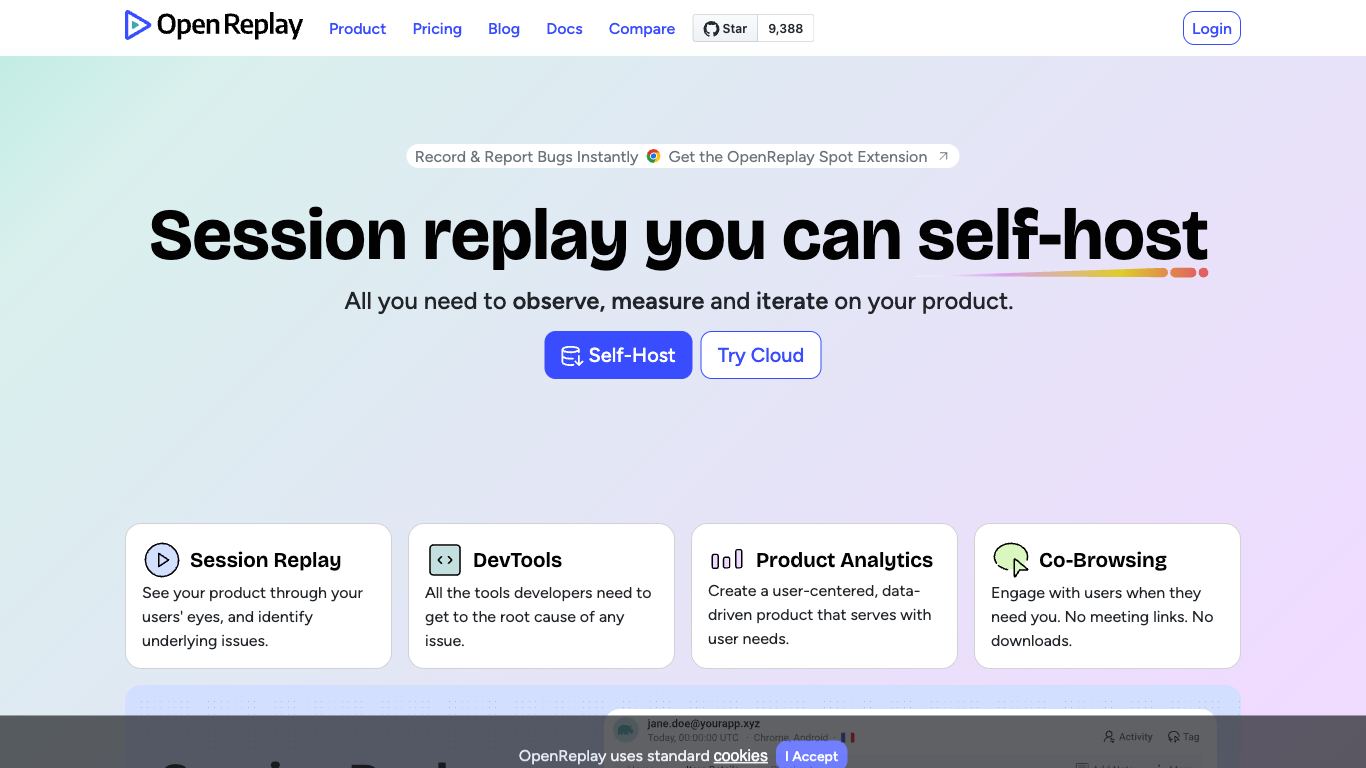 OpenReplay
Product
Pricing
Blog
Docs
Compare
Star
9,388
Login
Record & Report Bugs Instantly Get the OpenReplay Spot Extension
Session replay you can self-host
All you need to observe, measure and iterate on your product.
Self-Host
Try Cloud
Session Replay
See your product through your
users' eyes, and identify
underlying issues.
DevTools
All the tools developers need to
get to the root cause of any
issue.
Product Analytics
Create a user-centered, data-
driven product that serves with
user needs.
Co-Browsing
Engage with users when they
need you. No meeting links. No
downloads.
jane.doe@yourapp.xyz
Today, 00:00:00 UTC · Chrome, Android ·
Activity
Tag
OpenReplay uses standard cookies
I Accept